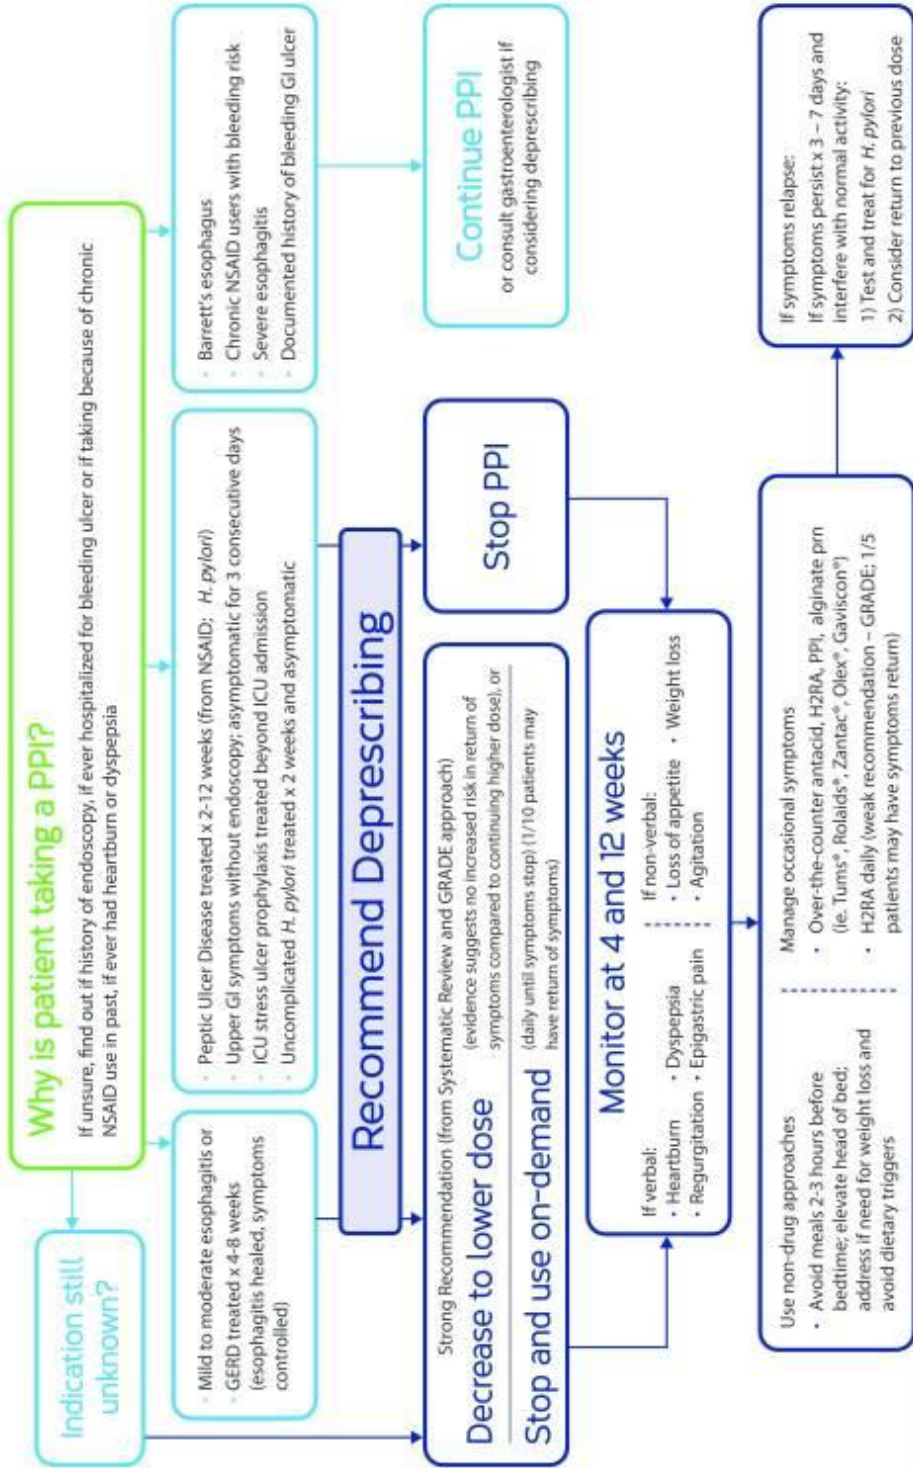 Why is patient taking a PPI?
If unsure, find out if history of endoscopy, if ever hospitalized for bleeding ulcer or if taking because of chronic
NSAID use in past, if ever had heartburn or dyspepsia
Indication still
unknown?
• Mild to moderate esophagitis or
• GERD treated x 4-8 weeks
(esophagitis healed, symptoms
controlled)
• Peptic Ulcer Disease treated x 2-12 weeks (from NSAID; H. pylori)
• Upper GI symptoms without endoscopy; asymptomatic for 3 consecutive days
• ICU stress ulcer prophylaxis treated beyond ICU admission
• Uncomplicated H. pylori treated x 2 weeks and asymptomatic
• Barrett's esophagus
• Chronic NSAID users with bleeding risk
• Severe esophagitis
• Documented history of bleeding GI ulcer
Recommend Deprescribing
Strong Recommendation (from Systematic Review and GRADE approach)
Decrease to lower dose
(evidence suggests no increased risk in return of
symptoms compared to continuing higher dose), or
Stop and use on-demand
(daily until symptoms stop) (1/10 patients may
have return of symptoms)
Stop PPI
Continue PPI
or consult gastroenterologist if
considering deprescribing
Monitor at 4 and 12 weeks
If verbal:
• Heartburn • Dyspepsia
• Regurgitation • Epigastric pain
If non-verbal:
• Loss of appetite • Weight loss
• Agitation
Use non-drug approaches
• Avoid meals 2-3 hours before
bedtime; elevate head of bed;
address if need for weight loss and
avoid dietary triggers
Manage occasional symptoms
• Over-the-counter antacid, H2RA, PPI, alginate prn
(ie. Tums®, Rolaids®, Zantac®, Olex®, Gaviscon®)
• H2RA daily (weak recommendation – GRADE; 1/5
patients may have symptoms return)
If symptoms relapse:
If symptoms persist x 3 – 7 days and
interfere with normal activity:
1) Test and treat for H. pylori
2) Consider return to previous dose